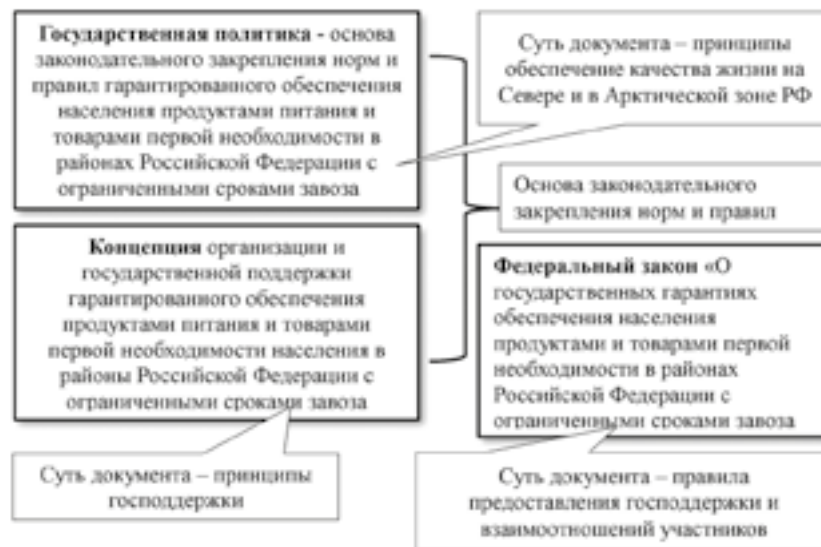 Государственная политика - основа
законодательного закрепления норм и
правил гарантированного обеспечения
населения продуктами питания и
товарами первой необходимости в
районах Российской Федерации с
ограниченными сроками завоза
Суть документа – принципы
обеспечение качества жизни на
Севере и в Арктической зоне РФ
Основа законодательного
закрепления норм и правил
Концепция организации и
государственной поддержки
гарантированного обеспечения
продуктами питания и товарами
первой необходимости населения в
районы Российской Федерации с
ограниченными сроками завоза
Федеральный закон «О
государственных гарантиях
обеспечения населения
продуктами и товарами первой
необходимости в районах
Российской Федерации с
ограниченными сроками завоза
Суть документа – принципы
господдержки
Суть документа – правила
предоставления господдержки и
взаимоотношений участников